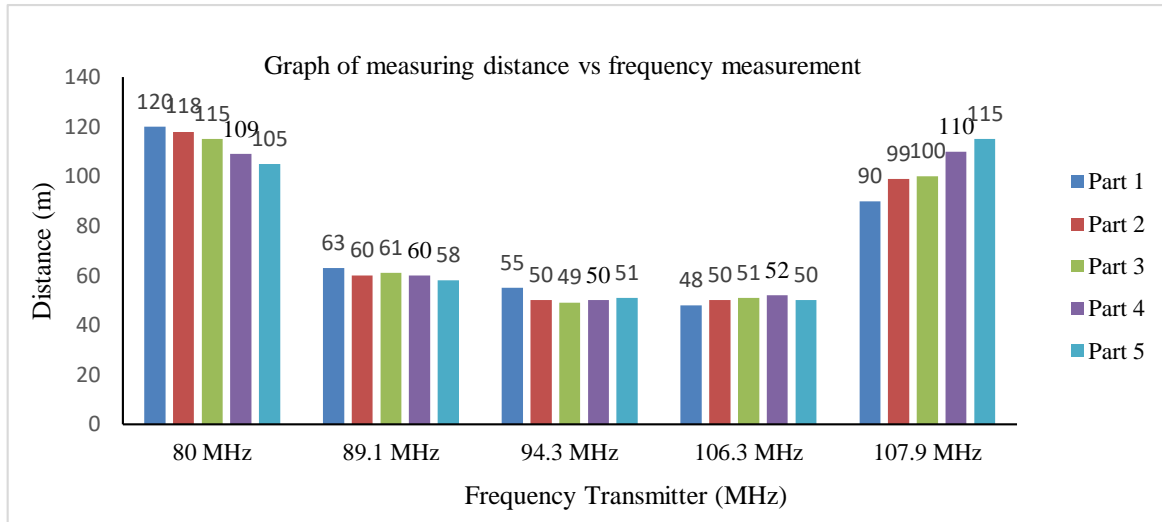 Graph of measuring distance vs frequency measurement
140
120
100
80
60
40
20
0
Distance (m)
120 118 115 109 105
63 60 61 60 58
55 50 49 50 51
48 50 51 52 50
90 99 100 110 115
80 MHz 89.1 MHz 94.3 MHz 106.3 MHz 107.9 MHz
Frequency Transmitter (MHz)
Part 1
Part 2
Part 3
Part 4
Part 5